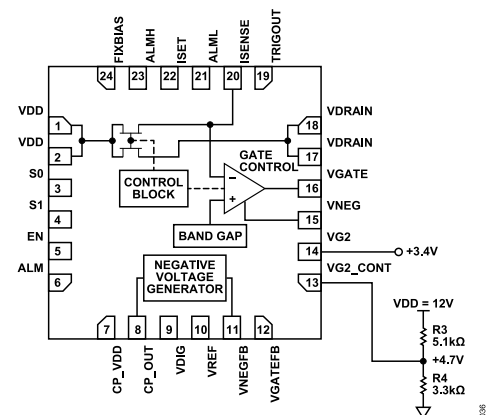 FIXBIAS
ALMH
ISET
ALML
ISENSE
TRIGOUT
24
23
22
21
20
19
VDD
1
VDD
2
S0
3
S1
4
EN
5
ALM
6
VDRAIN
18
VDRAIN
17
VGATE
16
VNEG
15
VG2
14
+3.4V
VG2_CONT
13
GATE
CONTROL
−
+
CONTROL
BLOCK
BAND GAP
NEGATIVE
VOLTAGE
GENERATOR
7
8
9
10
11
12
CP_VDD
CP_OUT
VDIG
VREF
VNEGFB
VGATEFB
VDD = 12V
R3
5.1kΩ
+4.7V
R4
3.3kΩ